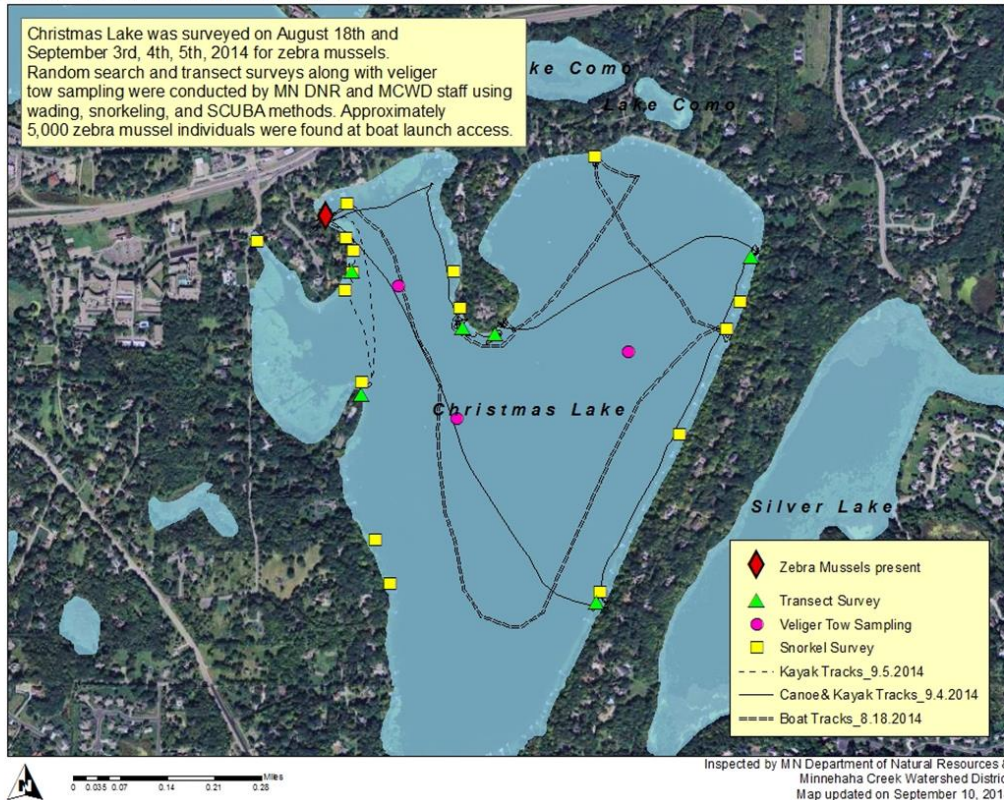 Christmas Lake was surveyed on August 18th and
September 3rd, 4th, 5th, 2014 for zebra mussels.
Random search and transect surveys along with veliger
tow sampling were conducted by MN DNR and MCWD staff using
wading, snorkeling, and SCUBA methods. Approximately
5,000 zebra mussel individuals were found at boat launch access.
ke Como
Lake Como
Christmas Lake
Silver Lake
Zebra Mussels present
Transect Survey
Veliger Tow Sampling
Snorkel Survey
Kayak Tracks_9.5.2014
Canoe & Kayak Tracks_9.4.2014
Boat Tracks_8.18.2014
N
Miles
0 0.035 0.07 0.14 0.21 0.28
Inspected by MN Department of Natural Resources &
Minnehaha Creek Watershed Distric
Map updated on September 10, 201